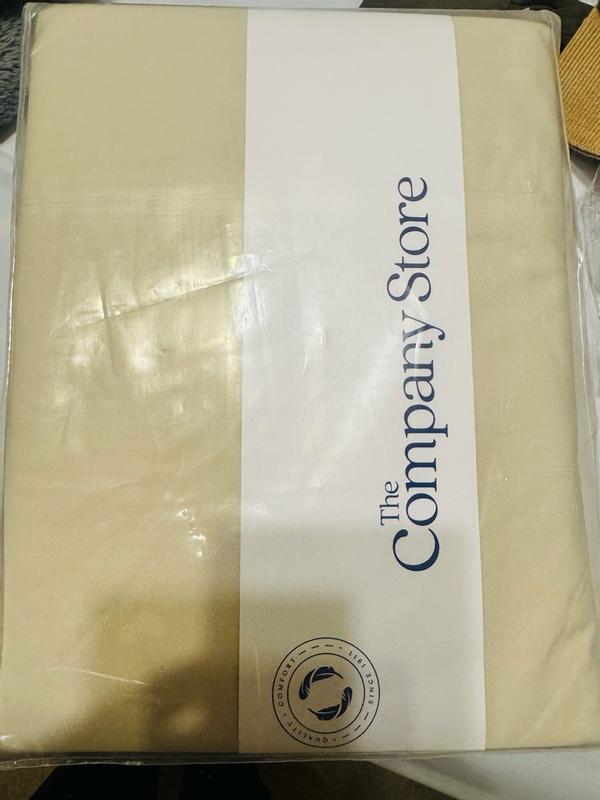 The
Company Store
QUALITY & COMFORT
SINCE 1911